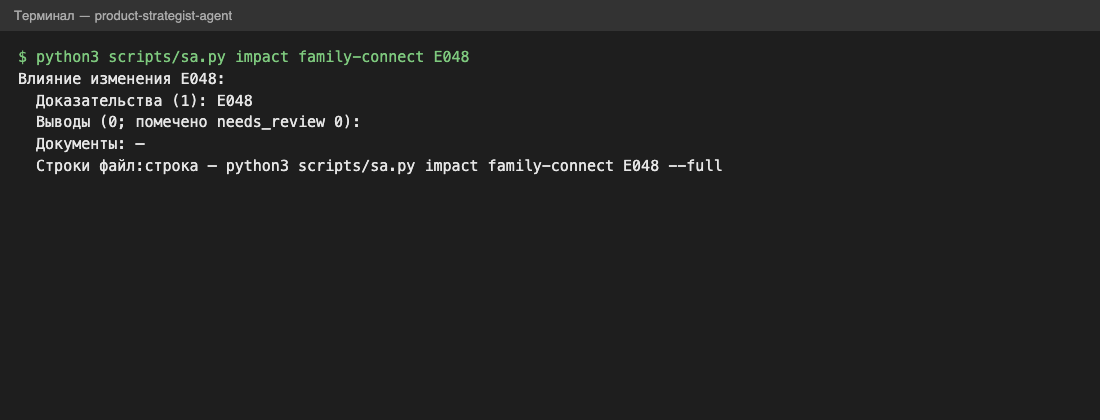 Терминал — product-strategist-agent
$ python3 scripts/sa.py impact family-connect E048
Влияние изменения E048:
Доказательства (1): E048
Выводы (0; помечено needs_review 0):
Документы: —
Строки файл:строка — python3 scripts/sa.py impact family-connect E048 --full